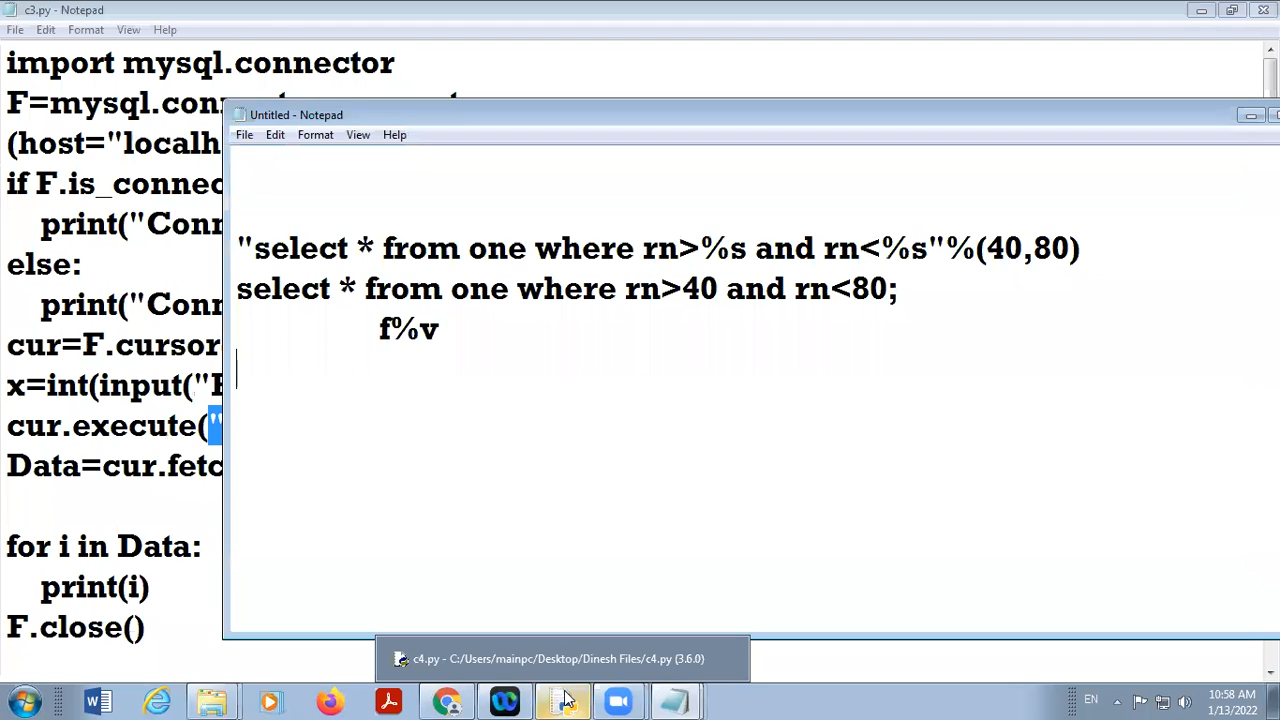 c3.py - Notepad
File Edit Format View Help
import mysql.connector
F=mysql.con
(host="localh
if F.is_connec
print("Conn
else:
print("Conn
cur=F.cursor
x=int(input("E
cur.execute("
Data=cur.fetc
for i in Data:
print(i)
F.close()
Untitled - Notepad
File Edit Format View Help
"select * from one where rn>%s and rn<%s"%(40,80)
select * from one where rn>40 and rn<80;
f%v
c4.py - C:/Users/mainpc/Desktop/Dinesh Files/c4.py (3.6.0)
EN
10:58 AM
1/13/2022